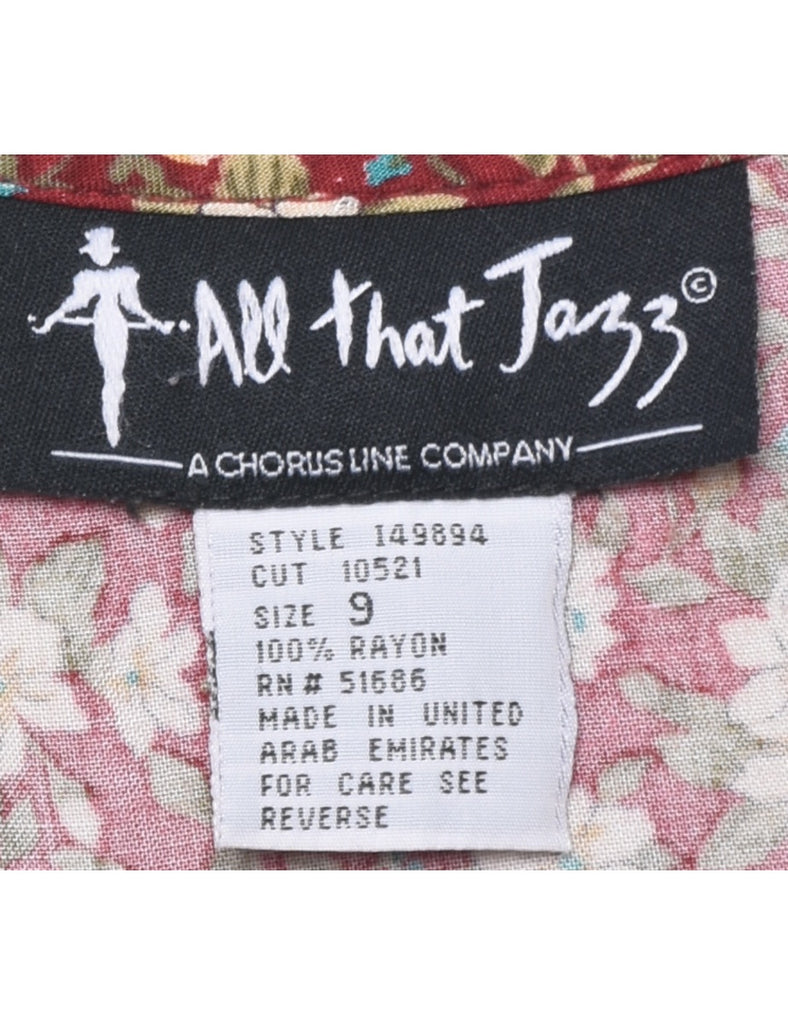 All that Jazz©
A CHORUS LINE COMPANY
STYLE I49894
CUT 10521
SIZE 9
100% RAYON
RN # 51686
MADE IN UNITED
ARAB EMIRATES
FOR CARE SEE
REVERSE